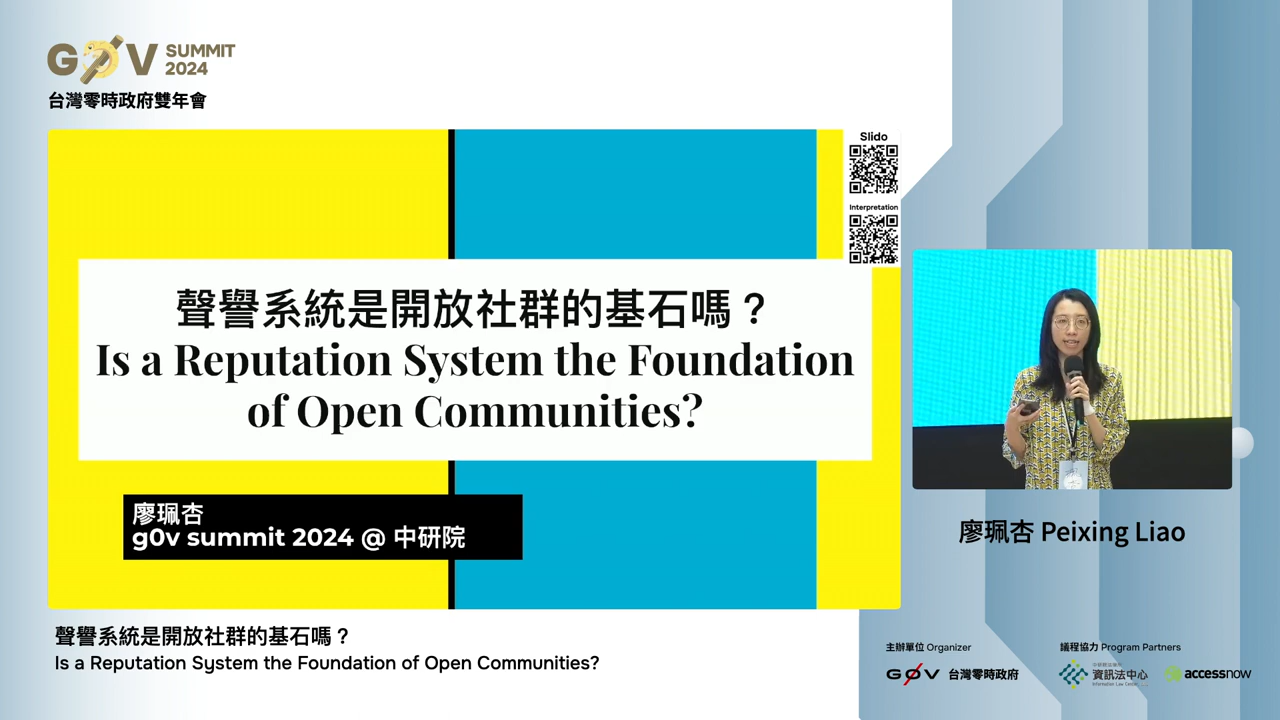 G0V SUMMIT 2024
台灣零時政府雙年會
Slido
Interpretation
聲譽系統是開放社群的基石嗎？
Is a Reputation System the Foundation
of Open Communities?
廖珮杏
g0v summit 2024 @ 中研院
廖珮杏 Peixing Liao
聲譽系統是開放社群的基石嗎？
Is a Reputation System the Foundation of Open Communities?
主辦單位 Organizer
G0V 台灣零時政府
議程協力 Program Partners
資訊法中心
Information Law Center
accessnow